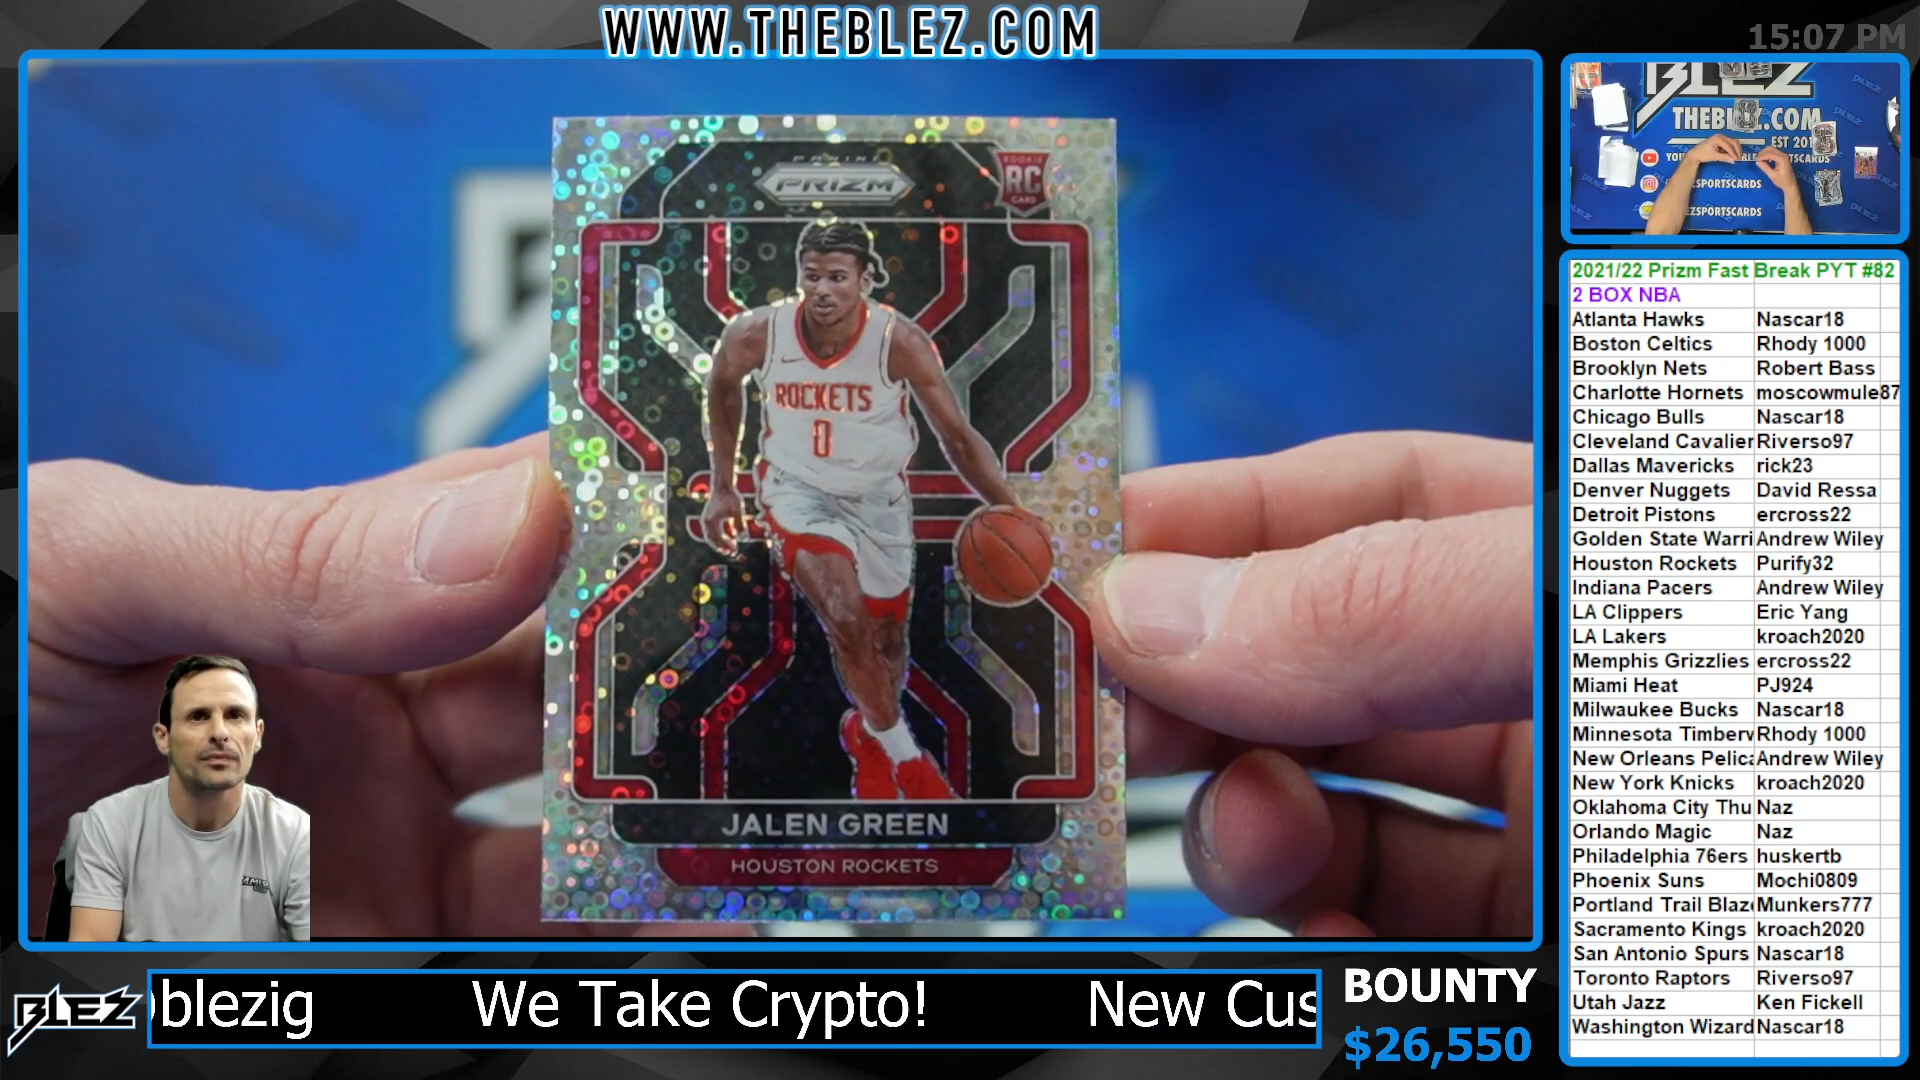 WWW.THEBLEZ.COM
15:07 PM
PANINI
PRIZM
ROOKIE
RC
CARD
ROCKETS
0
JALEN GREEN
HOUSTON ROCKETS
BLEZ
THEBLEZ.COM
2021/22 Prizm Fast Break PYT #82
2 BOX NBA
Atlanta Hawks Nascar18
Boston Celtics Rhody 1000
Brooklyn Nets Robert Bass
Charlotte Hornets moscowmule87
Chicago Bulls Nascar18
Cleveland Cavalier Riverso97
Dallas Mavericks rick23
Denver Nuggets David Ressa
Detroit Pistons ercross22
Golden State Warri Andrew Wiley
Houston Rockets Purify32
Indiana Pacers Andrew Wiley
LA Clippers Eric Yang
LA Lakers kroach2020
Memphis Grizzlies ercross22
Miami Heat PJ924
Milwaukee Bucks Nascar18
Minnesota Timberv Rhody 1000
New Orleans Pelic Andrew Wiley
New York Knicks kroach2020
Oklahoma City Thu Naz
Orlando Magic Naz
Philadelphia 76ers huskertb
Phoenix Suns Mochi0809
Portland Trail Blaz Munkers777
Sacramento Kings kroach2020
San Antonio Spurs Nascar18
Toronto Raptors Riverso97
Utah Jazz Ken Fickell
Washington Wizard Nascar18
BLEZ
blezig We Take Crypto! New Cus
BOUNTY
$26,550